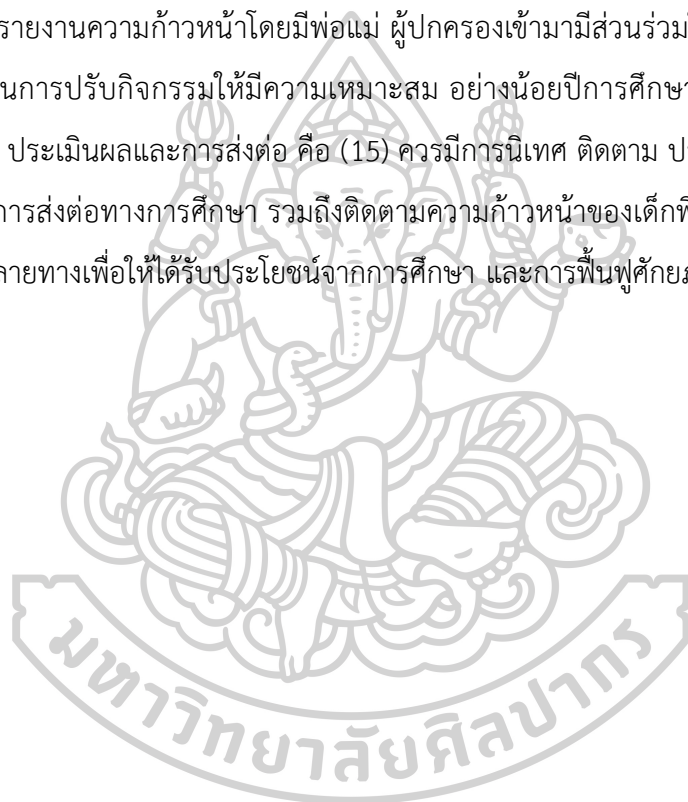 รายงานความก้าวหน้าโดยมีพ่อแม่ ผู้ปกครองเข้ามามีส่วนร่วม
นการปรับกิจกรรมให้มีความเหมาะสม อย่างน้อยปีการศึกษา
ประเมินผลและการส่งต่อ คือ (15) ควรมีการนิเทศ ติดตาม ป
การส่งต่อทางการศึกษา รวมถึงติดตามความก้าวหน้าของเด็กพิ
ลายทางเพื่อให้ได้รับประโยชน์จากการศึกษา และการฟื้นฟูศักย
มหาวิทยาลัยศิลปากร